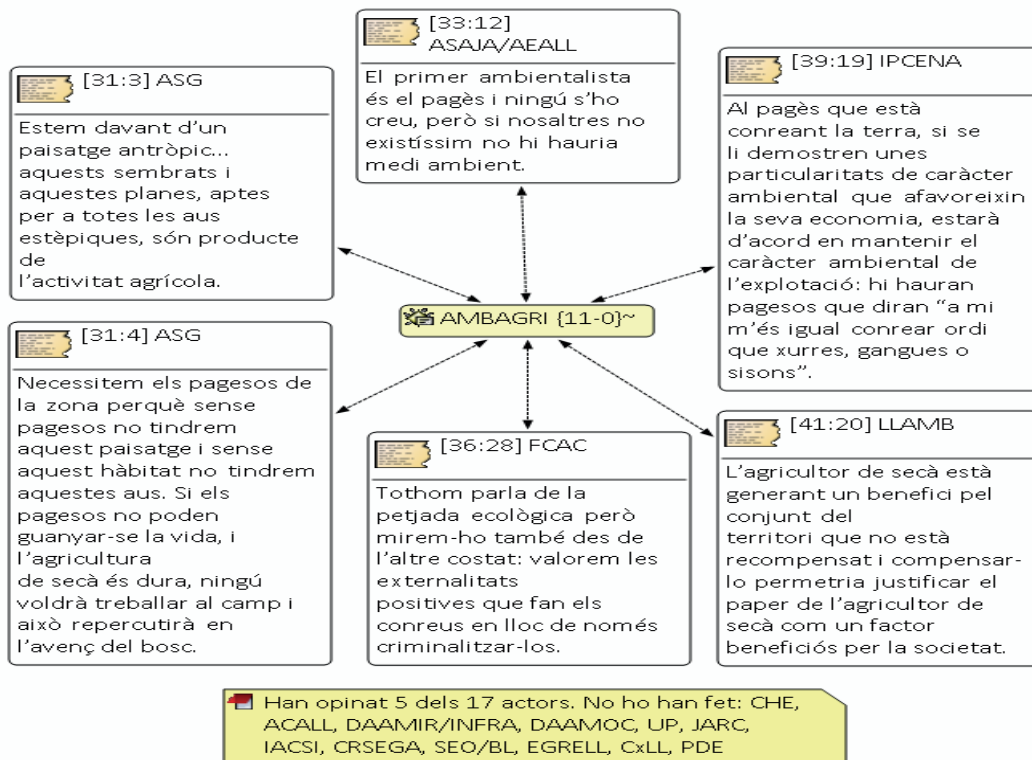 [33:12]
ASAJA/AEALL
El primer ambientalista
és el pagès i ningú s'ho
creu, però si nosaltres no
existíssim no hi hauria
medi ambient.
[31:3] ASG
Estem davant d'un
paisatge antròpic...
aquests sembrats i
aquestes planes, aptes
per a totes les aus
estèpiques, són producte
de
l'activitat agrícola.
[39:19] IPCENA
Al pagès que està
conreant la terra, si se
li demostren unes
particularitats de caràcter
ambiental que afavoreixin
la seva economia, estarà
d'acord en mantenir el
caràcter ambiental de
l'explotació: hi hauran
pagesos que diran "a mi
m'és igual conrear ordi
que xurres, gangues o
sisons".
AMBAGRI {11-0}~
[31:4] ASG
Necessitem els pagesos de
la zona perquè sense
pagesos no tindrem
aquest paisatge i sense
aquest hàbitat no tindrem
aquestes aus. Si els
pagesos no poden
guanyar-se la vida, i
l'agricultura
de secà és dura, ningú
voldrà treballar al camp i
això repercutirà en
l'avenç del bosc.
[36:28] FCAC
Tothom parla de la
petjada ecològica però
mirem-ho també des de
l'altre costat: valorem les
externalitats
positives que fan els
conreus en lloc de només
criminalitzar-los.
[41:20] LLAMB
L'agricultor de secà està
generant un benefici pel
conjunt del
territori que no està
recompensat i compensar-
lo permetria justificar el
paper de l'agricultor de
secà com un factor
beneficiós per la societat.
Han opinat 5 dels 17 actors. No ho han fet: CHE,
ACALL, DAAMIR/INFRA, DAAMOC, UP, JARC,
IACSI, CRSEGA, SEO/BL, EGRELL, CxLL, PDE